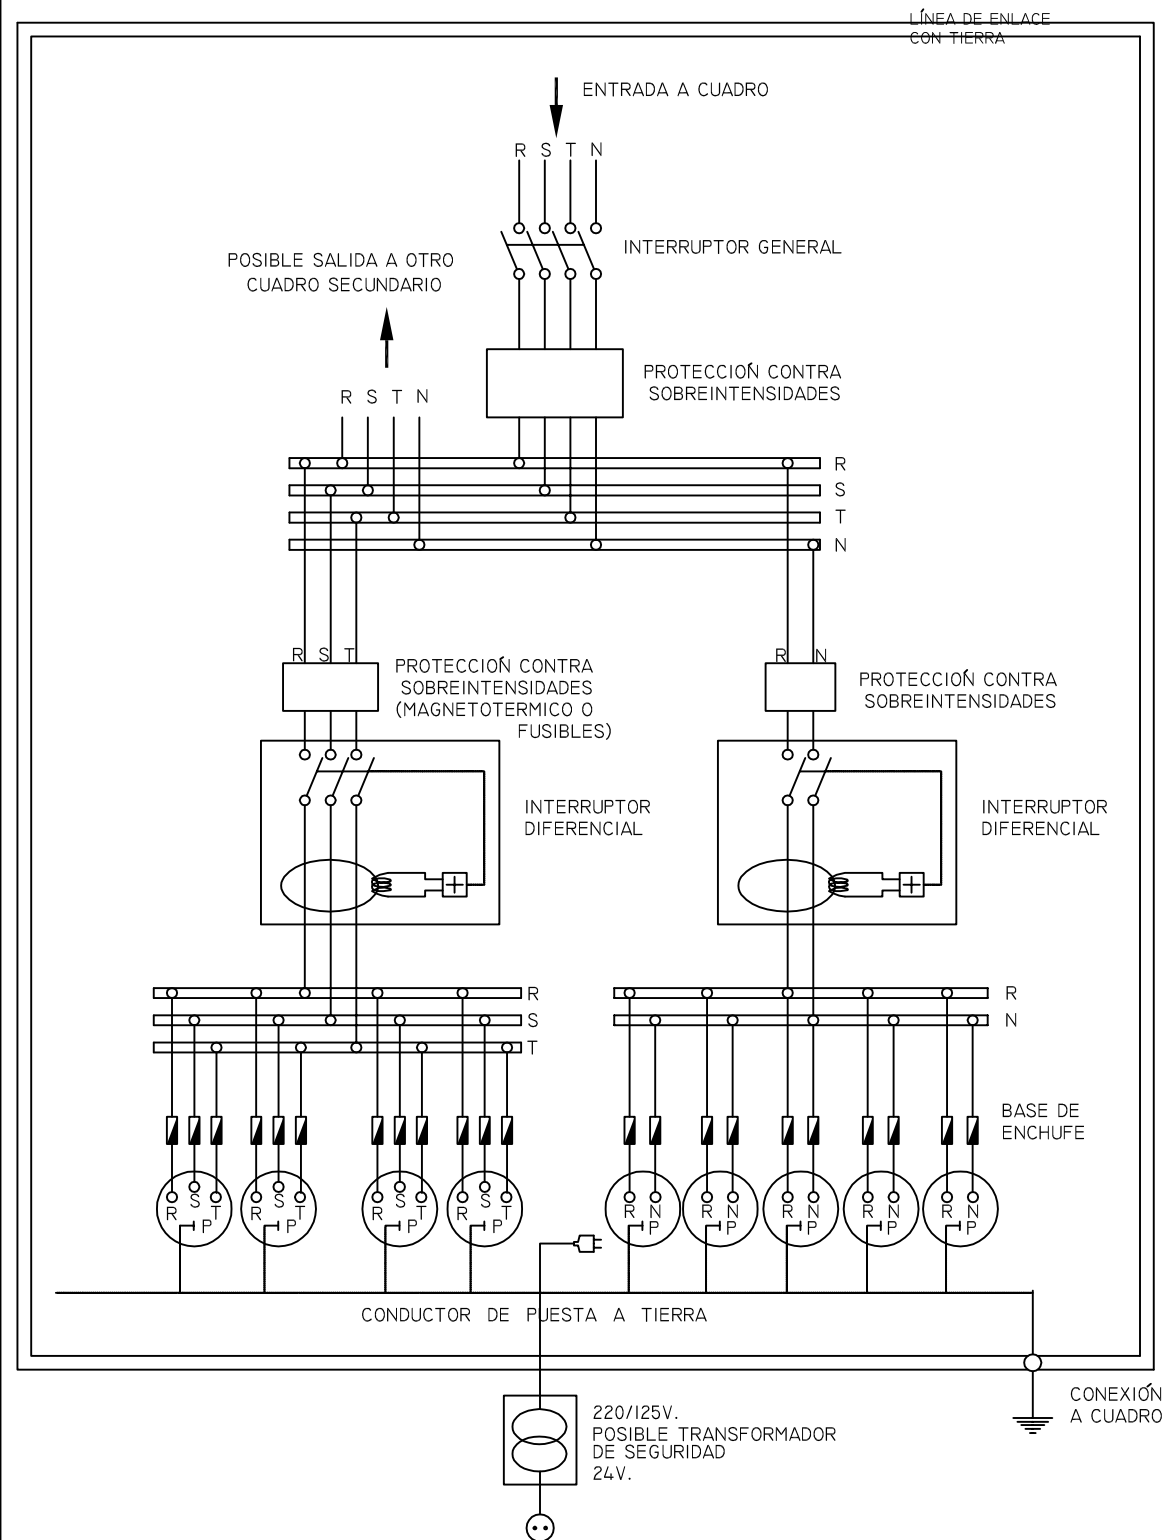 LÍNEA DE ENLACE
CON TIERRA
ENTRADA A CUADRO
R S T N
INTERRUPTOR GENERAL
POSIBLE SALIDA A OTRO
CUADRO SECUNDARIO
PROTECCIÓN CONTRA
SOBREINTENSIDADES
R S T N
R
S
T
N
R S T
PROTECCIÓN CONTRA
SOBREINTENSIDADES
(MAGNETOTERMICO O
FUSIBLES)
R N
PROTECCIÓN CONTRA
SOBREINTENSIDADES
INTERRUPTOR
DIFERENCIAL
INTERRUPTOR
DIFERENCIAL
R
S
T
R
N
BASE DE
ENCHUFE
R S T P
R S T P
R S T P
R S T P
R N P
R N P
R N P
R N P
R N P
CONDUCTOR DE PUESTA A TIERRA
CONEXIÓN
A CUADRO
220/125V.
POSIBLE TRANSFORMADOR
DE SEGURIDAD
24V.